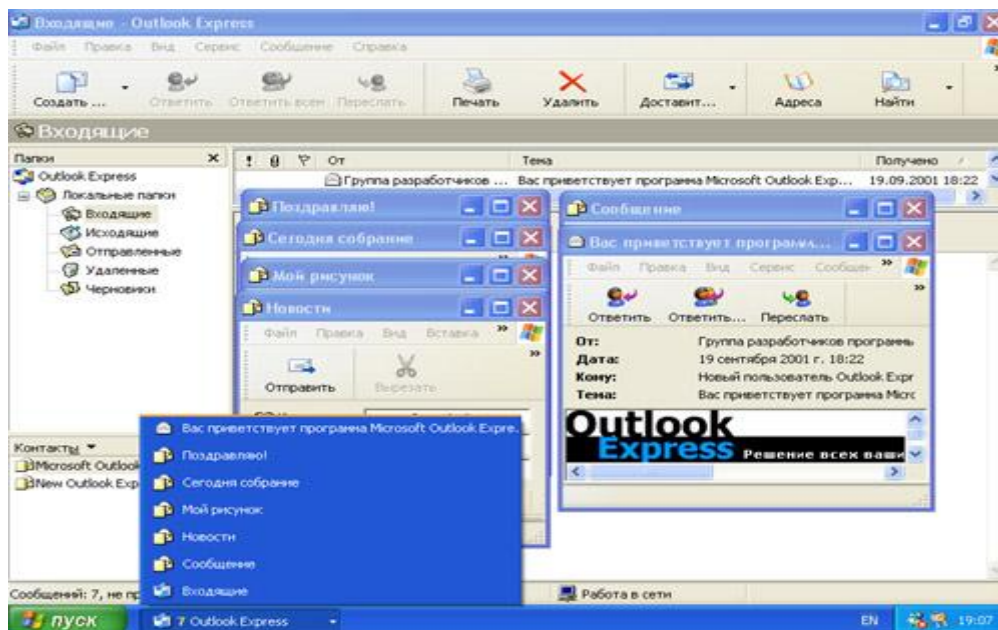 Входящие - Outlook Express
Файл Правка Вид Сервис Сообщение Справка
Создать ... Ответить Ответить всем Переслать Печать Удалить Доставит... Адреса Найти
Входящие
Папки
Outlook Express
Локальные папки
Входящие
Исходящие
Отправленные
Удаленные
Черновики
! От Тема Получено
Группа разработчиков ... Вас приветствует программа Microsoft Outlook Exp... 19.09.2001 18:22
Поздравляю!
Сегодня собрание
Мой рисунок
Новости
Файл Правка Вид Вставка »
Отправить Вырезать »
Сообщение
Вас приветствует программ...
Файл Правка Вид Сервис Сообщен »
Ответить Ответить... Переслать »
От: Группа разработчиков программы
Дата: 19 сентября 2001 г. 18:22
Кому: Новый пользователь Outlook Expr
Тема: Вас приветствует программа Micro
Outlook
Express Решение всех ваши
Контакты
Microsoft Outlook
New Outlook Exp
Вас приветствует программа Microsoft Outlook Expre...
Поздравляю!
Сегодня собрание
Мой рисунок
Новости
Сообщение
Входящие
Сообщений: 7, не пр
Работа в сети
пуск 7 Outlook Express EN 19:07